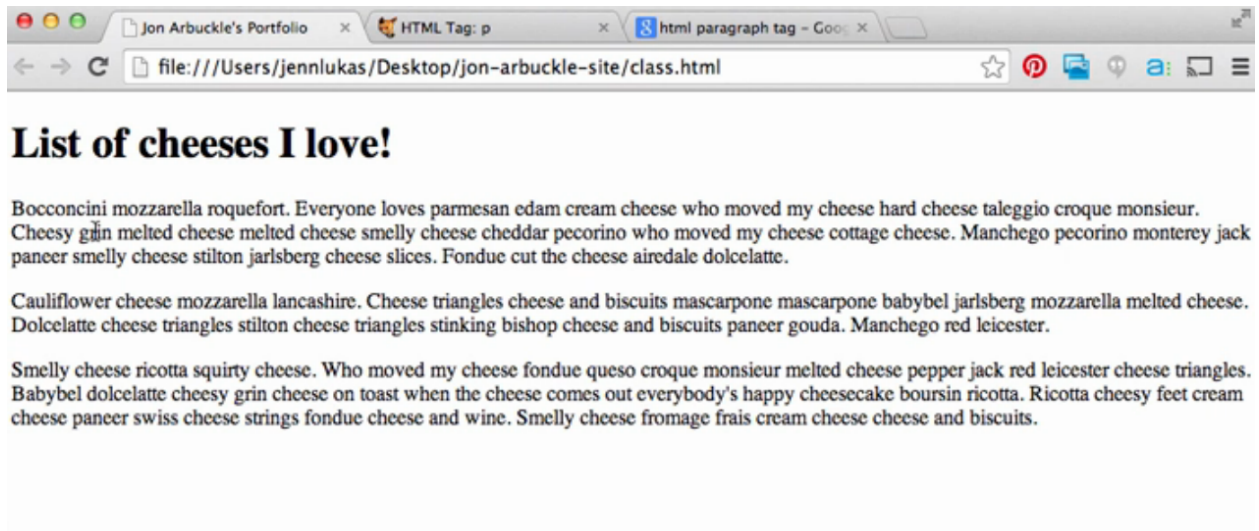 Jon Arbuckle's Portfolio
HTML Tag: p
html paragraph tag – Goo
file:///Users/jennlukas/Desktop/jon-arbuckle-site/class.html
List of cheeses I love!
Bocconcini mozzarella roquefort. Everyone loves parmesan edam cream cheese who moved my cheese hard cheese taleggio croque monsieur.
Cheesy grin melted cheese melted cheese smelly cheese cheddar pecorino who moved my cheese cottage cheese. Manchego pecorino monterey jack
paneer smelly cheese stilton jarlsberg cheese slices. Fondue cut the cheese airedale dolcelatte.
Cauliflower cheese mozzarella lancashire. Cheese triangles cheese and biscuits mascarpone mascarpone babybel jarlsberg mozzarella melted cheese.
Dolcelatte cheese triangles stilton cheese triangles stinking bishop cheese and biscuits paneer gouda. Manchego red leicester.
Smelly cheese ricotta squirty cheese. Who moved my cheese fondue queso croque monsieur melted cheese pepper jack red leicester cheese triangles.
Babybel dolcelatte cheesy grin cheese on toast when the cheese comes out everybody's happy cheesecake boursin ricotta. Ricotta cheesy feet cream
cheese paneer swiss cheese strings fondue cheese and wine. Smelly cheese fromage frais cream cheese cheese and biscuits.